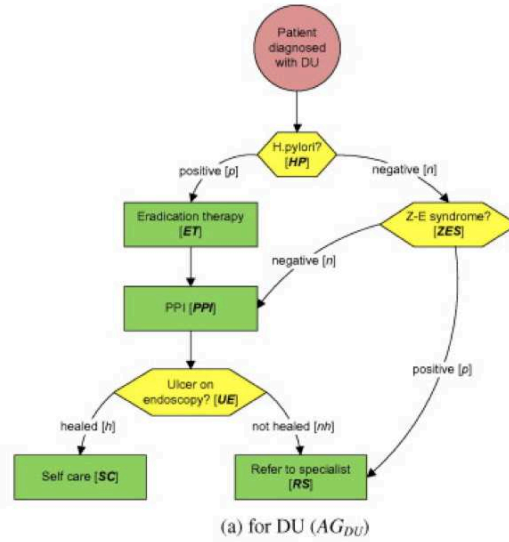 Patient
diagnosed
with DU
H.pylori?
[HP]
positive [p]
negative [n]
Eradication therapy
[ET]
Z-E syndrome?
[ZES]
negative [n]
PPI [PPI]
positive [p]
Ulcer on
endoscopy? [UE]
healed [h]
not healed [nh]
Self care [SC]
Refer to specialist
[RS]
(a) for DU (AGDU)